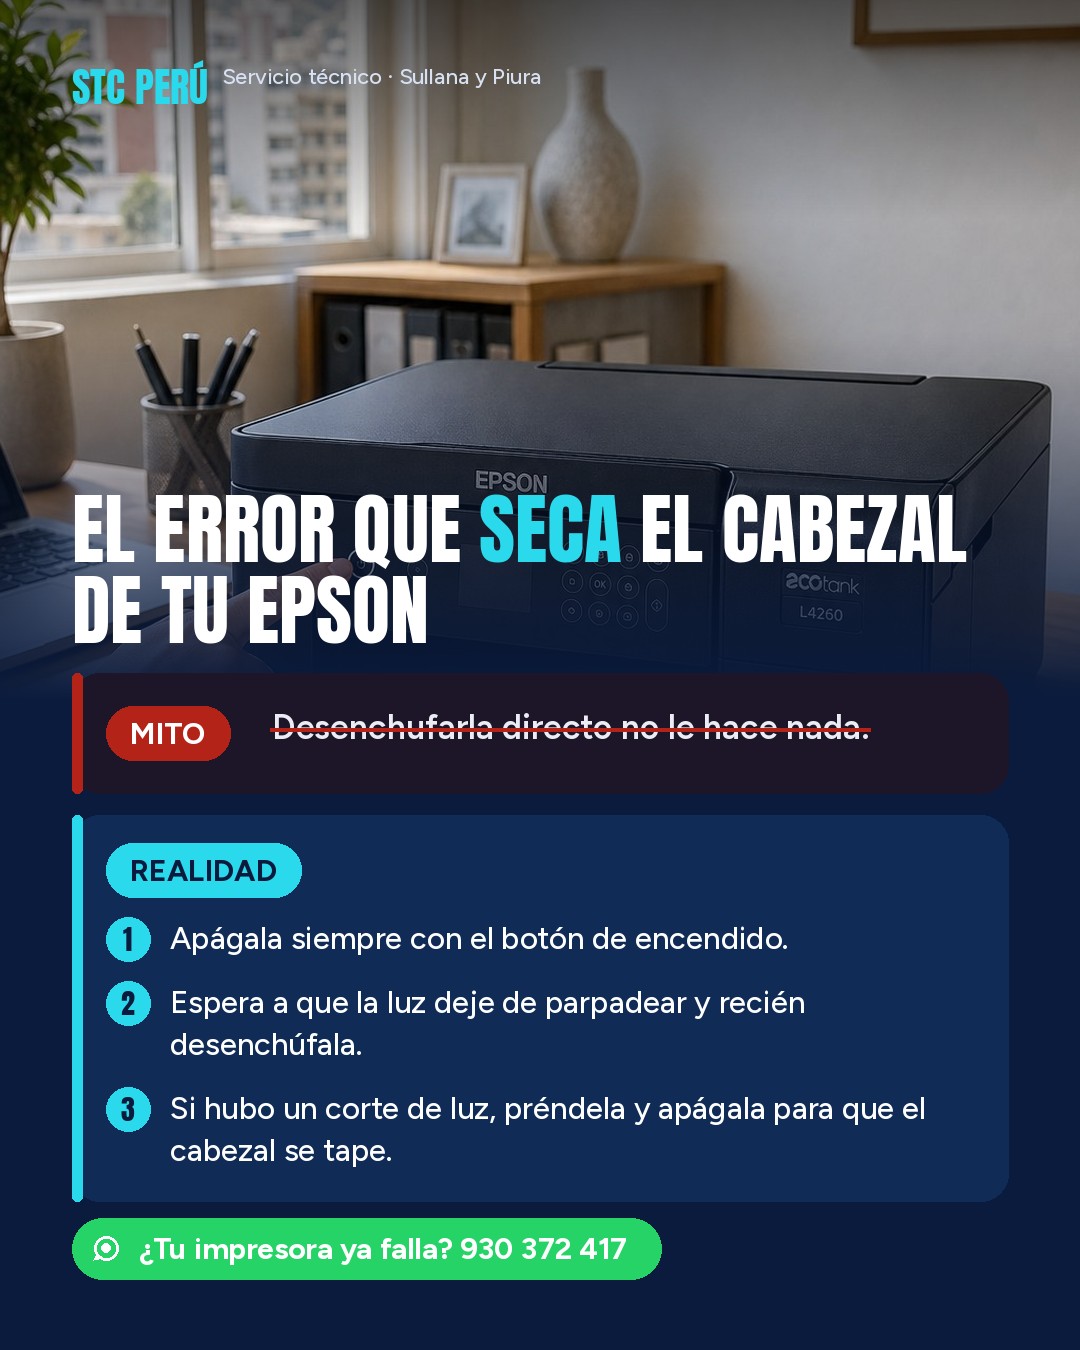 STC PERÚ Servicio técnico · Sullana y Piura
EPSON
EL ERROR QUE SECA EL CABEZAL
DE TU EPSON
OK
ecotank
L4260
MITO Desenchufarla directo no le hace nada.
REALIDAD
1 Apágala siempre con el botón de encendido.
2 Espera a que la luz deje de parpadear y recién
desenchúfala.
3 Si hubo un corte de luz, préndela y apágala para que el
cabezal se tape.
¿Tu impresora ya falla? 930 372 417